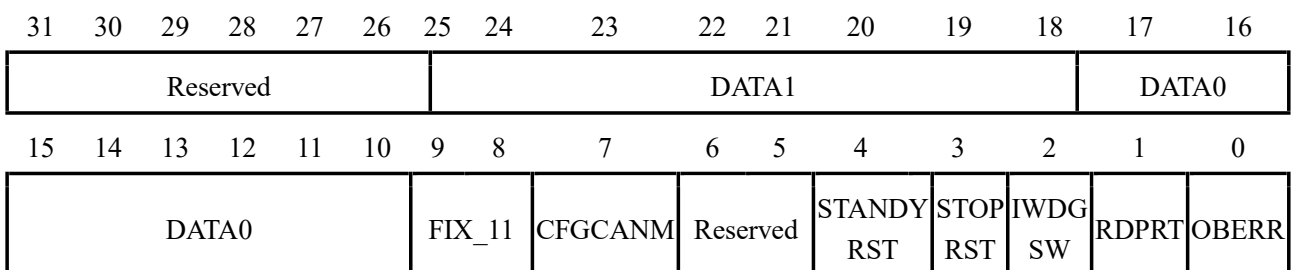 31 30 29 28 27 26 25 24 23 22 21 20 19 18 17 16
Reserved DATA1 DATA0
15 14 13 12 11 10 9 8 7 6 5 4 3 2 1 0
DATA0 FIX_11 CFGCANM Reserved STANDY RST STOP RST IWDG SW RDPRT OBERR